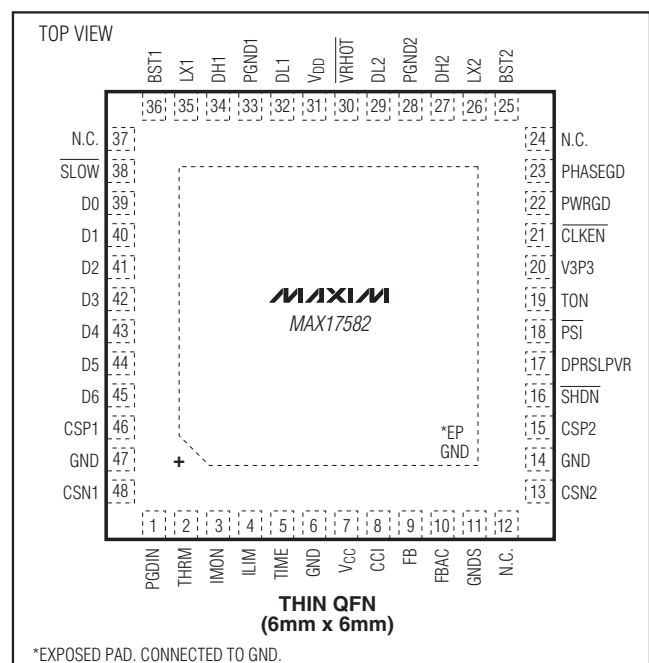 TOP VIEW
BST1 LX1 DH1 PGND1 DL1 VDD VRHOT DL2 PGND2 DH2 LX2 BST2
36 35 34 33 32 31 30 29 28 27 26 25
N.C. 37 24 N.C.
SLOW 38 23 PHASEGD
D0 39 22 PWRGD
D1 40 21 CLKEN
D2 41 20 V3P3
D3 42 19 TON
D4 43 18 PSI
D5 44 17 DPRSLPVR
D6 45 16 SHDN
CSP1 46 15 CSP2
GND 47 14 GND
CSN1 48 13 CSN2
MAXIM
MAX17582
*EP
GND
+
1 2 3 4 5 6 7 8 9 10 11 12
PGDIN THRM IMON ILIM TIME GND VCC CCI FB FBAC GNDS N.C.
THIN QFN
(6mm x 6mm)
*EXPOSED PAD. CONNECTED TO GND.